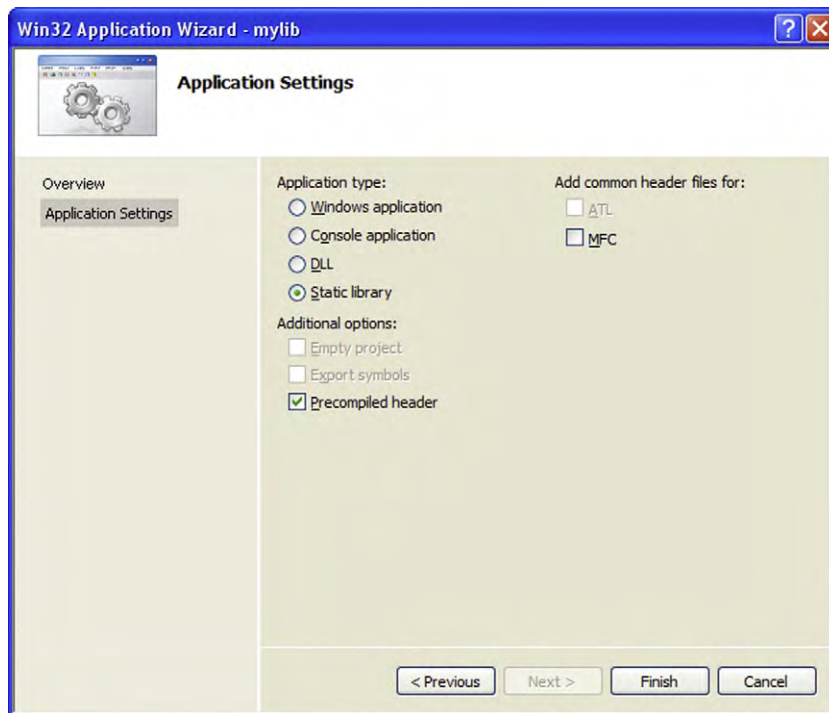 Win32 Application Wizard - mylib
Application Settings
Overview
Application Settings
Application type:
Windows application
Console application
DLL
Static library
Additional options:
Empty project
Export symbols
Precompiled header
Add common header files for:
ATL
MFC
< Previous
Next >
Finish
Cancel